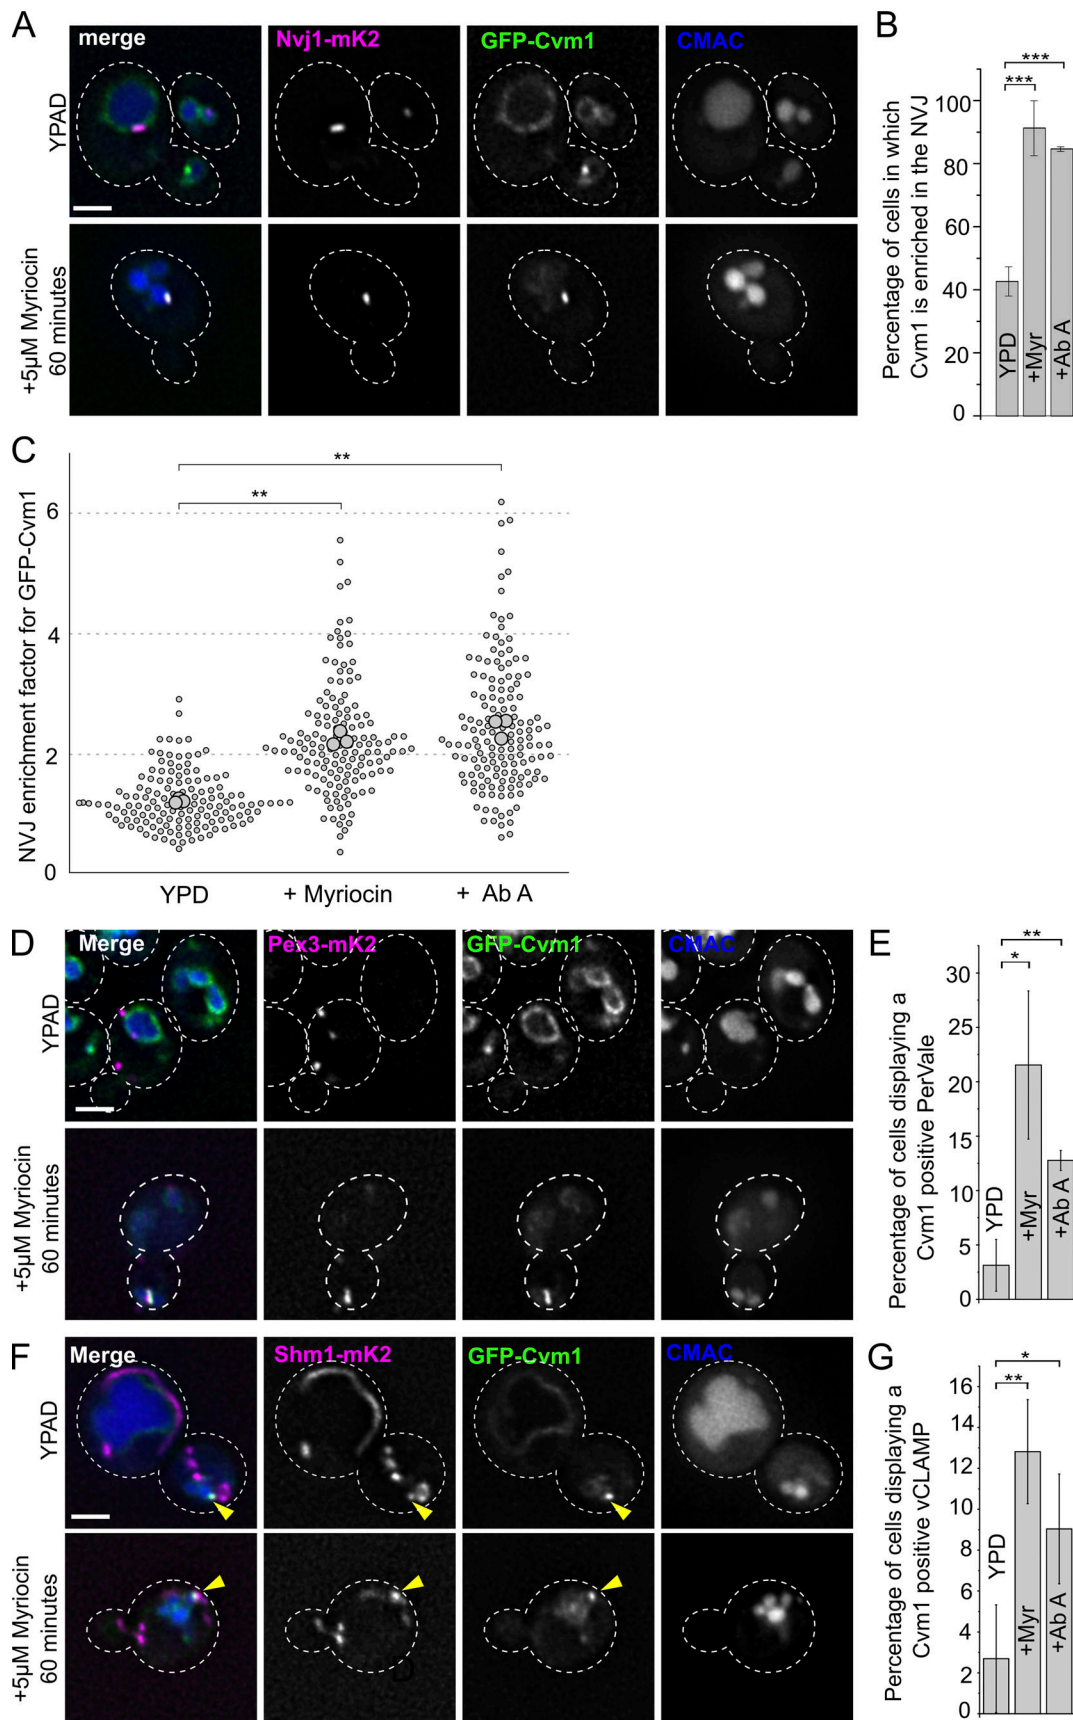 A
merge
Nvj1-mK2
GFP-Cvm1
CMAC
YPAD
+5µM Myriocin
60 minutes
B
Percentage of cells in which
Cvm1 is enriched in the NVJ
***
***
100
80
60
40
20
0
YPD
+Myr
+Ab A
C
NVJ enrichment factor for GFP-Cvm1
**
**
6
4
2
0
YPD
+ Myriocin
+ Ab A
D
Merge
Pex3-mK2
GFP-Cvm1
CMAC
YPAD
+5µM Myriocin
60 minutes
E
Percentage of cells displaying a
Cvm1 positive PerVale
**
*
30
25
20
15
10
5
0
YPD
+Myr
+Ab A
F
Merge
Shm1-mK2
GFP-Cvm1
CMAC
YPAD
+5µM Myriocin
60 minutes
D
G
Percentage of cells displaying a
Cvm1 positive vCLAMP
*
**
16
14
12
10
8
6
4
2
0
YPD
+Myr
+Ab A